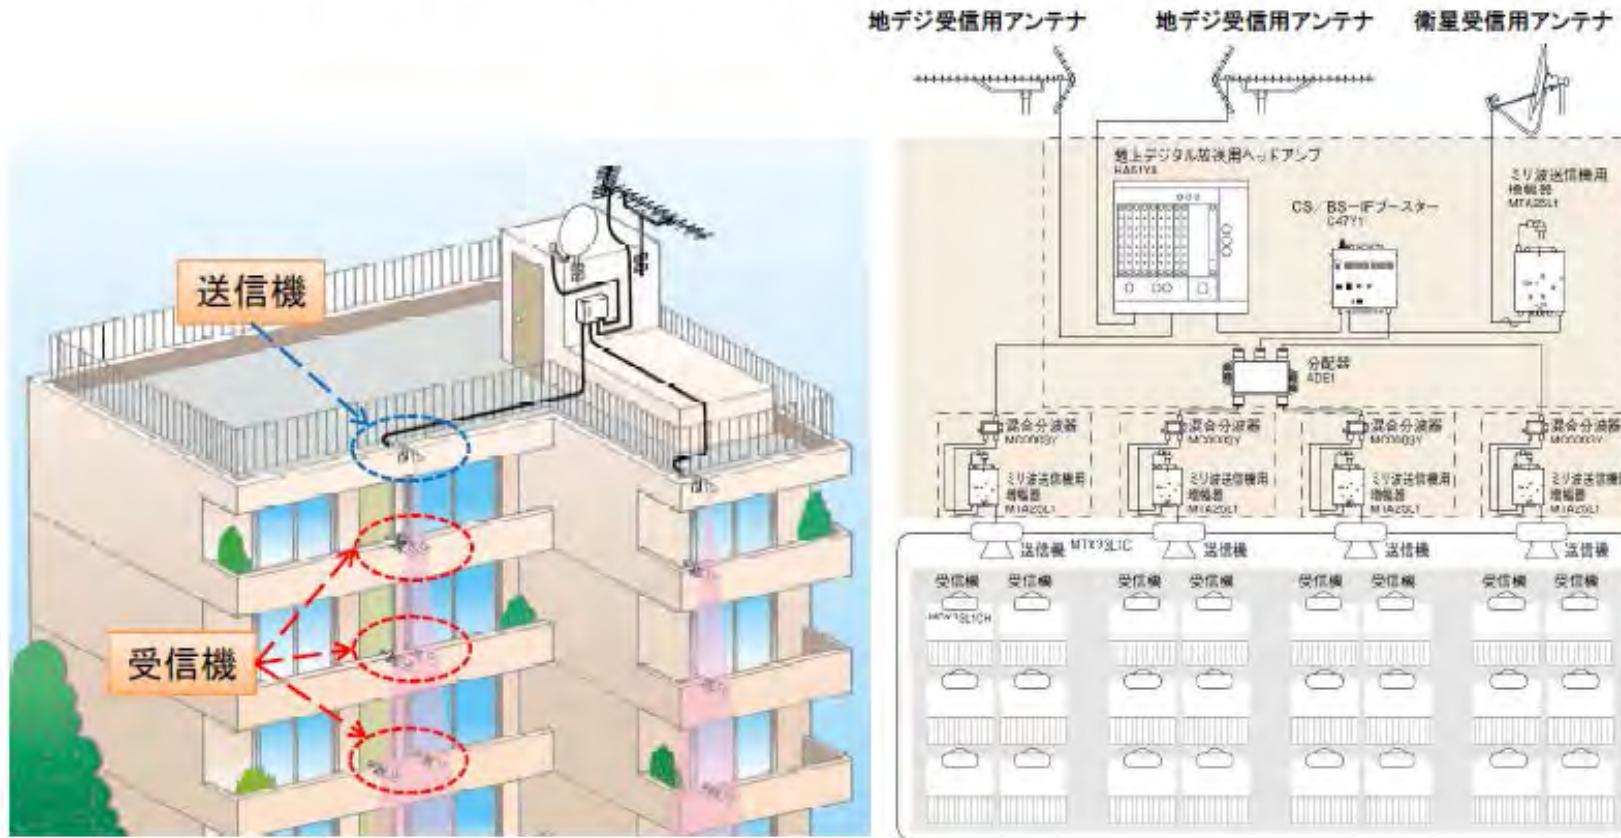 地デジ受信用アンテナ
地デジ受信用アンテナ
衛星受信用アンテナ
送信機
受信機
地上デジタル放送用ヘッドアンプ
CS/BS-IFブースター
C47Y1
ミリ波送信機用
増幅器
MTA2SL1
分配器
混合分波器
混合分波器
混合分波器
混合分波器
ミリ波送信機用
増幅器
MTA2SL1
ミリ波送信機用
増幅器
MTA2SL1
ミリ波送信機用
増幅器
MTA2SL1
ミリ波送信機
増幅器
MTA2SL1
送信機
送信機
送信機
送信機
受信機 受信機 受信機 受信機 受信機 受信機 受信機 受信機